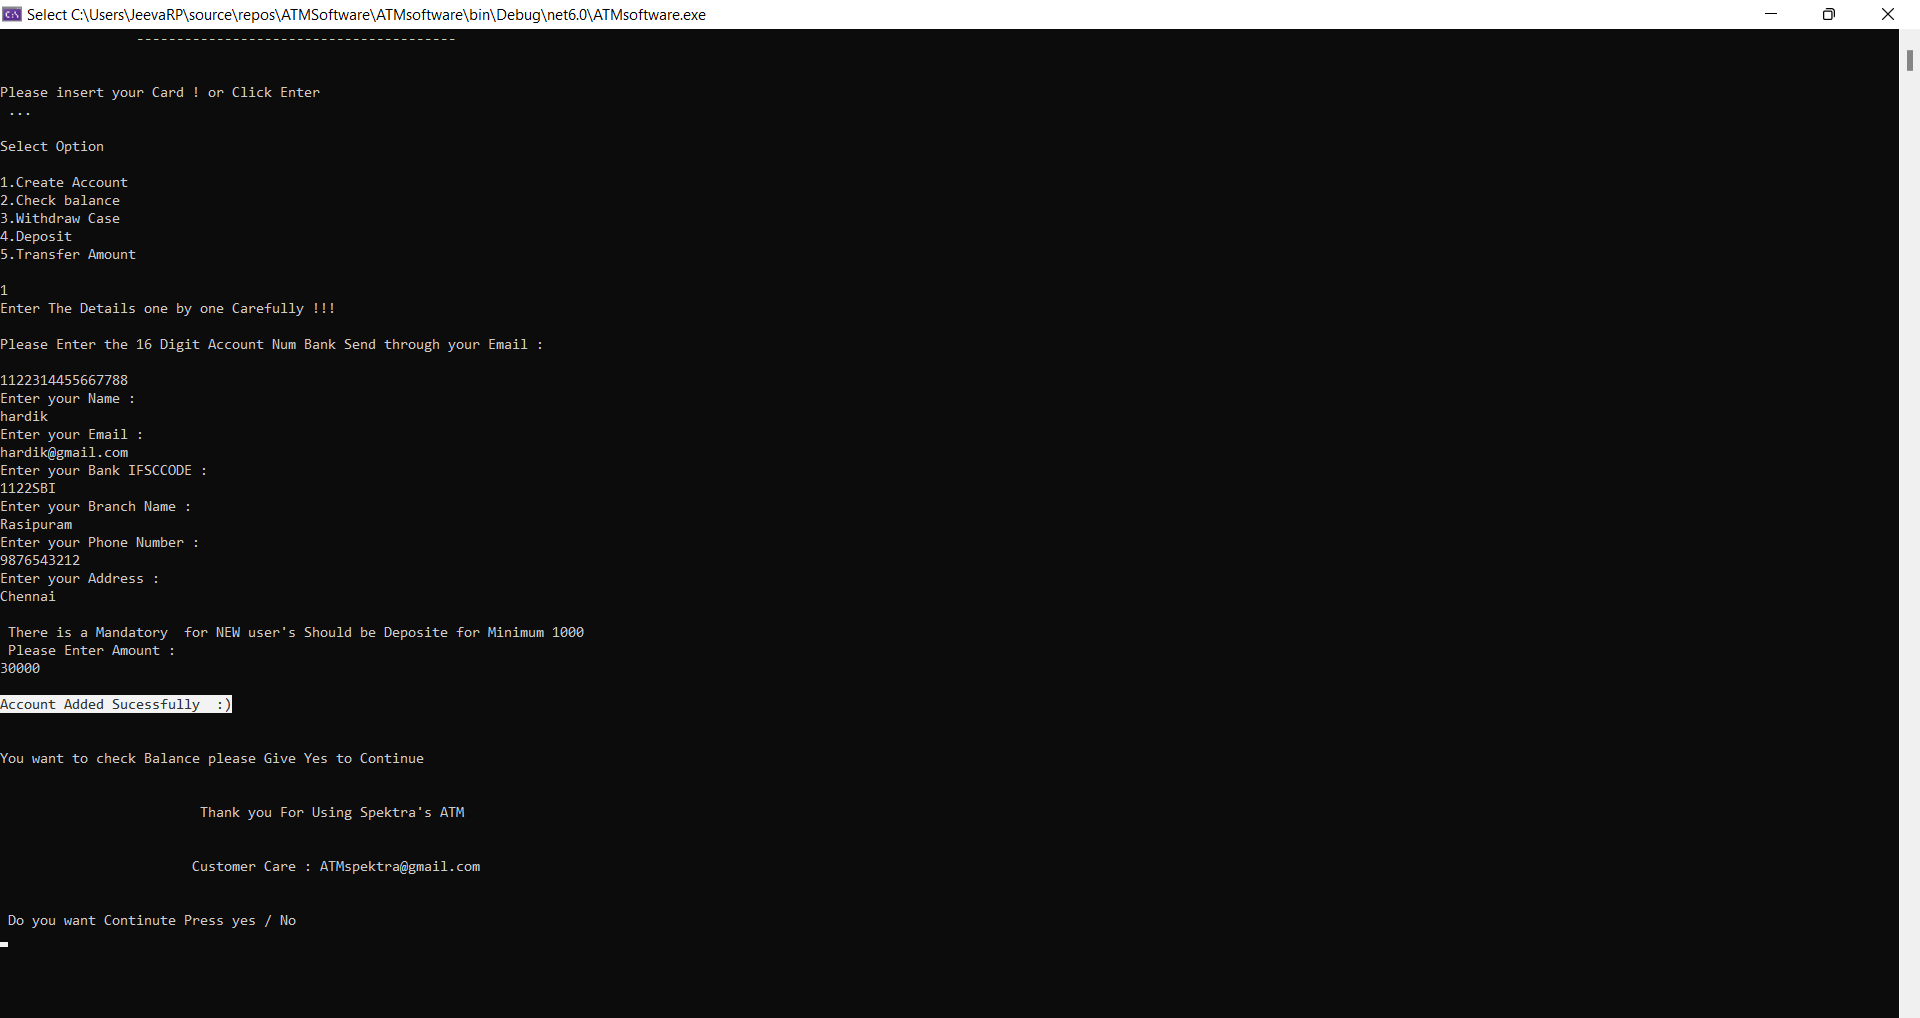 Select C:\Users\JeevaRP\source\repos\ATMSoftware\ATMsoftware\bin\Debug\net6.0\ATMsoftware.exe
----------------------------------------
Please insert your Card ! or Click Enter
...
Select Option
1.Create Account
2.Check balance
3.Withdraw Case
4.Deposit
5.Transfer Amount
1
Enter The Details one by one Carefully !!!
Please Enter the 16 Digit Account Num Bank Send through your Email :
1122314455667788
Enter your Name :
hardik
Enter your Email :
hardik@gmail.com
Enter your Bank IFSCCODE :
1122SBI
Enter your Branch Name :
Rasipuram
Enter your Phone Number :
9876543212
Enter your Address :
Chennai
There is a Mandatory  for NEW user's Should be Deposite for Minimum 1000
Please Enter Amount :
30000
Account Added Sucessfully  :)
You want to check Balance please Give Yes to Continue
Thank you For Using Spektra's ATM
Customer Care : ATMspektra@gmail.com
Do you want Continute Press yes / No